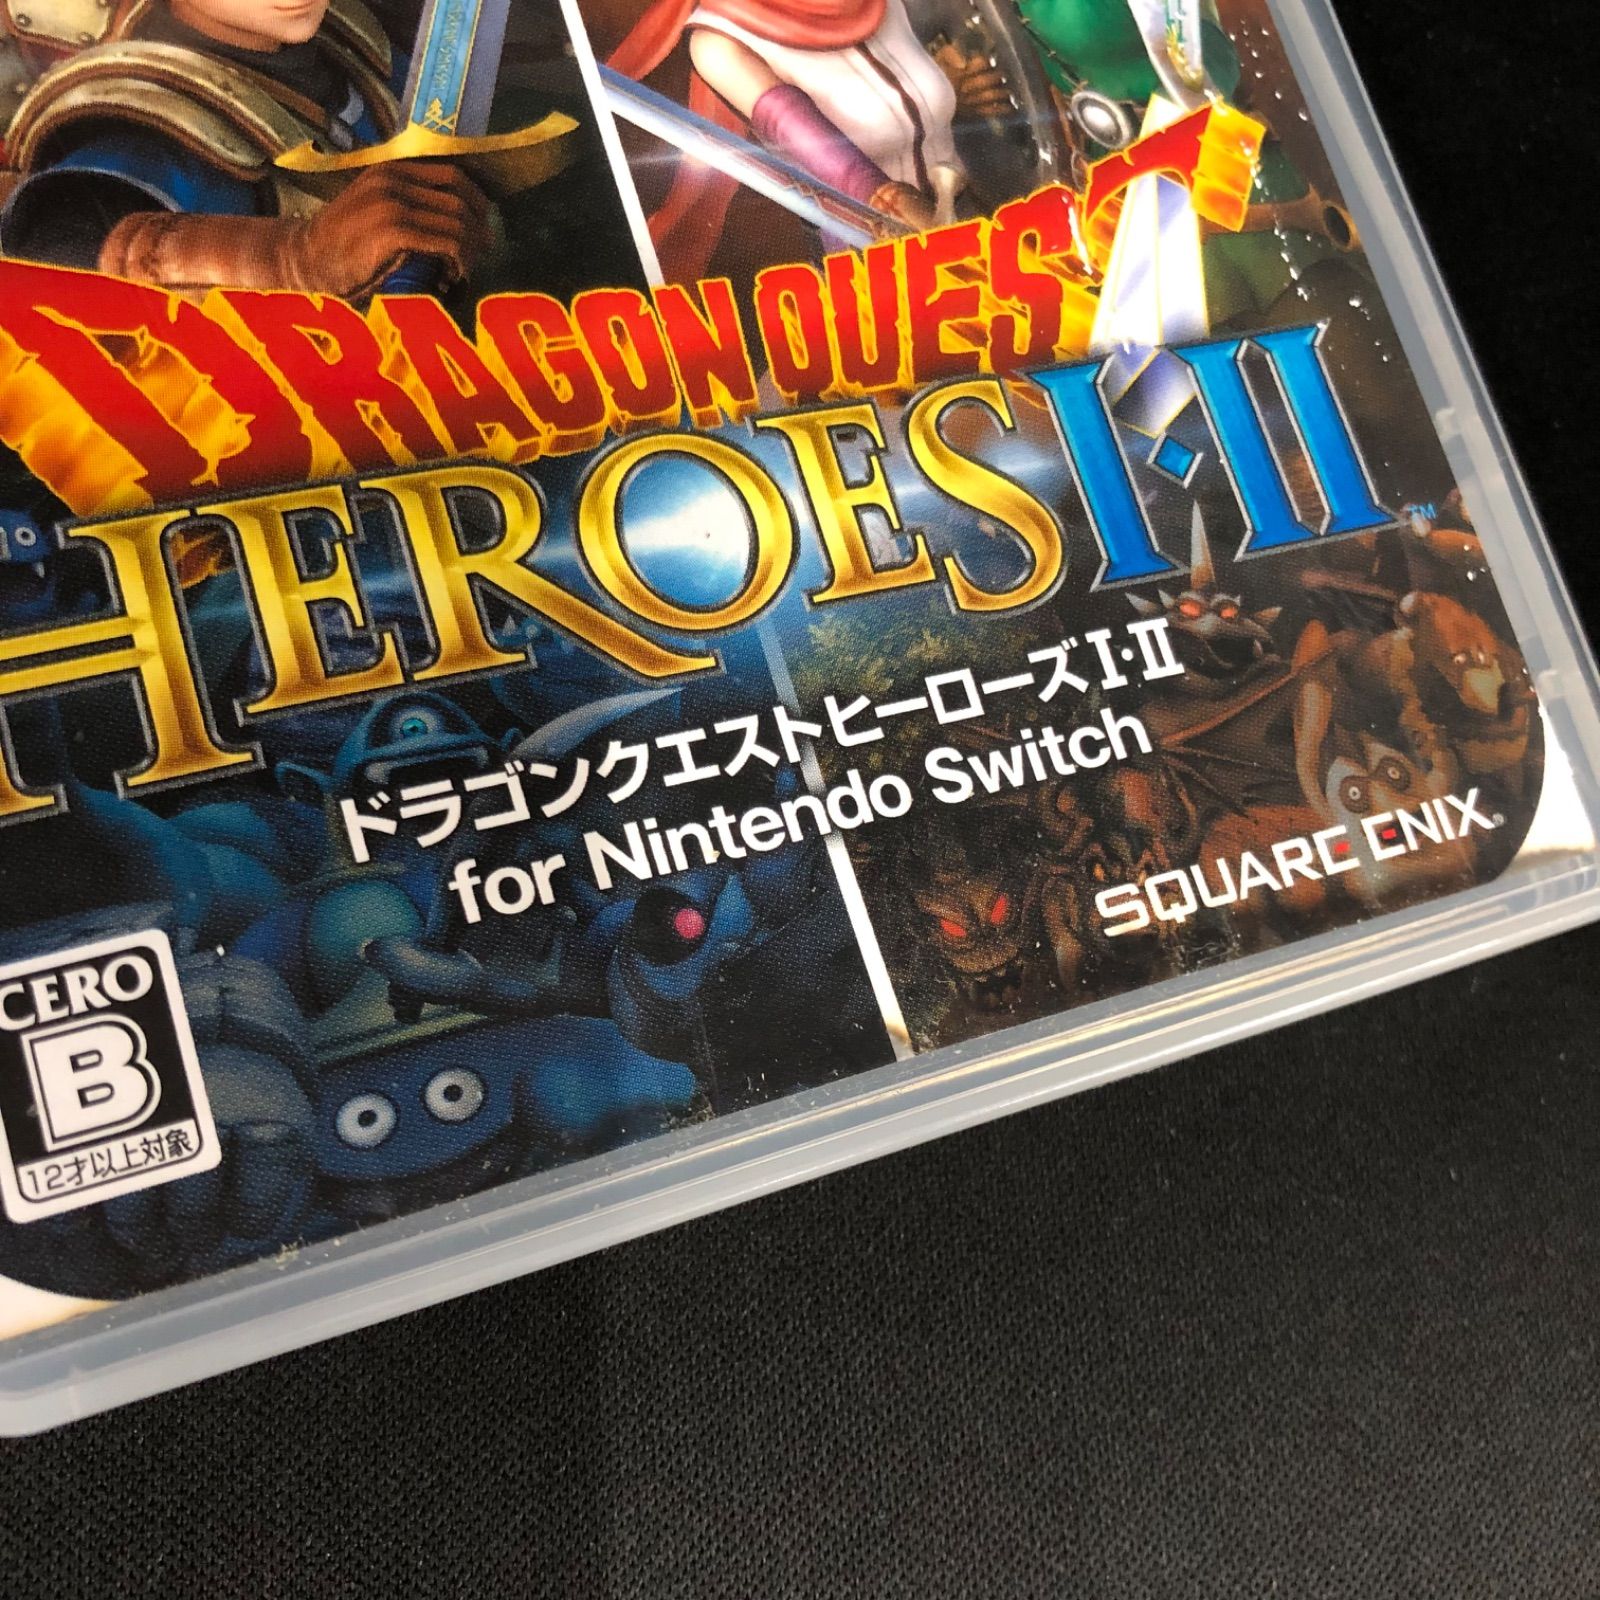 DRAGON QUEST
HEROES I·II™
ドラゴンクエストヒーローズI·II
for Nintendo Switch
SQUARE ENIX®
CERO
B
12才以上対象